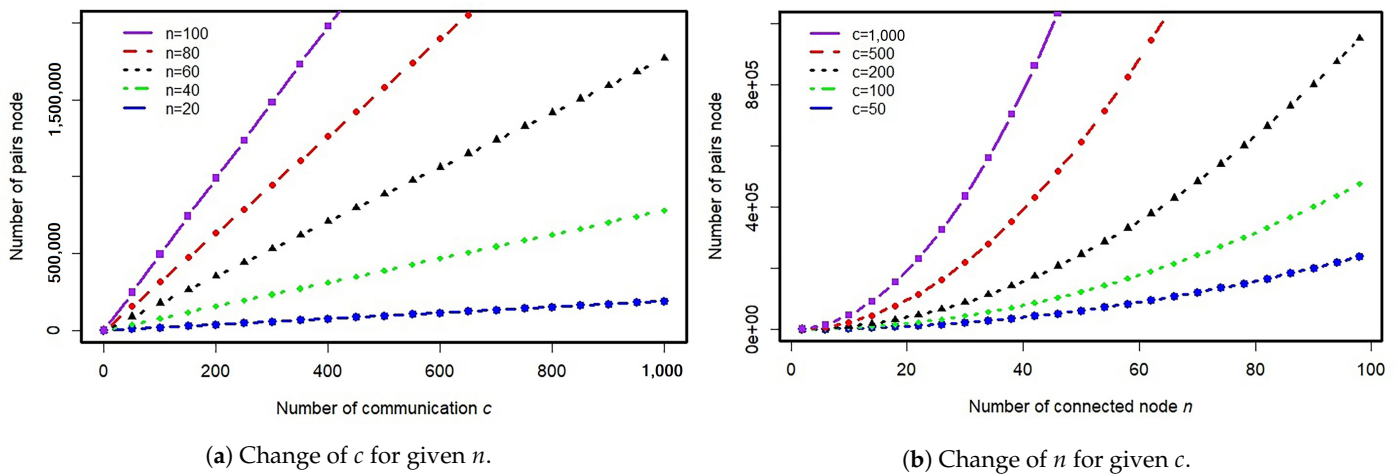 n=100
n=80
n=60
n=40
n=20
Number of pairs node
1,500,000
500,000
0
0 200 400 600 800 1,000
Number of communication c
(a) Change of c for given n.
c=1,000
c=500
c=200
c=100
c=50
Number of pairs node
8e+05
4e+05
0e+00
0 20 40 60 80 100
Number of connected node n
(b) Change of n for given c.